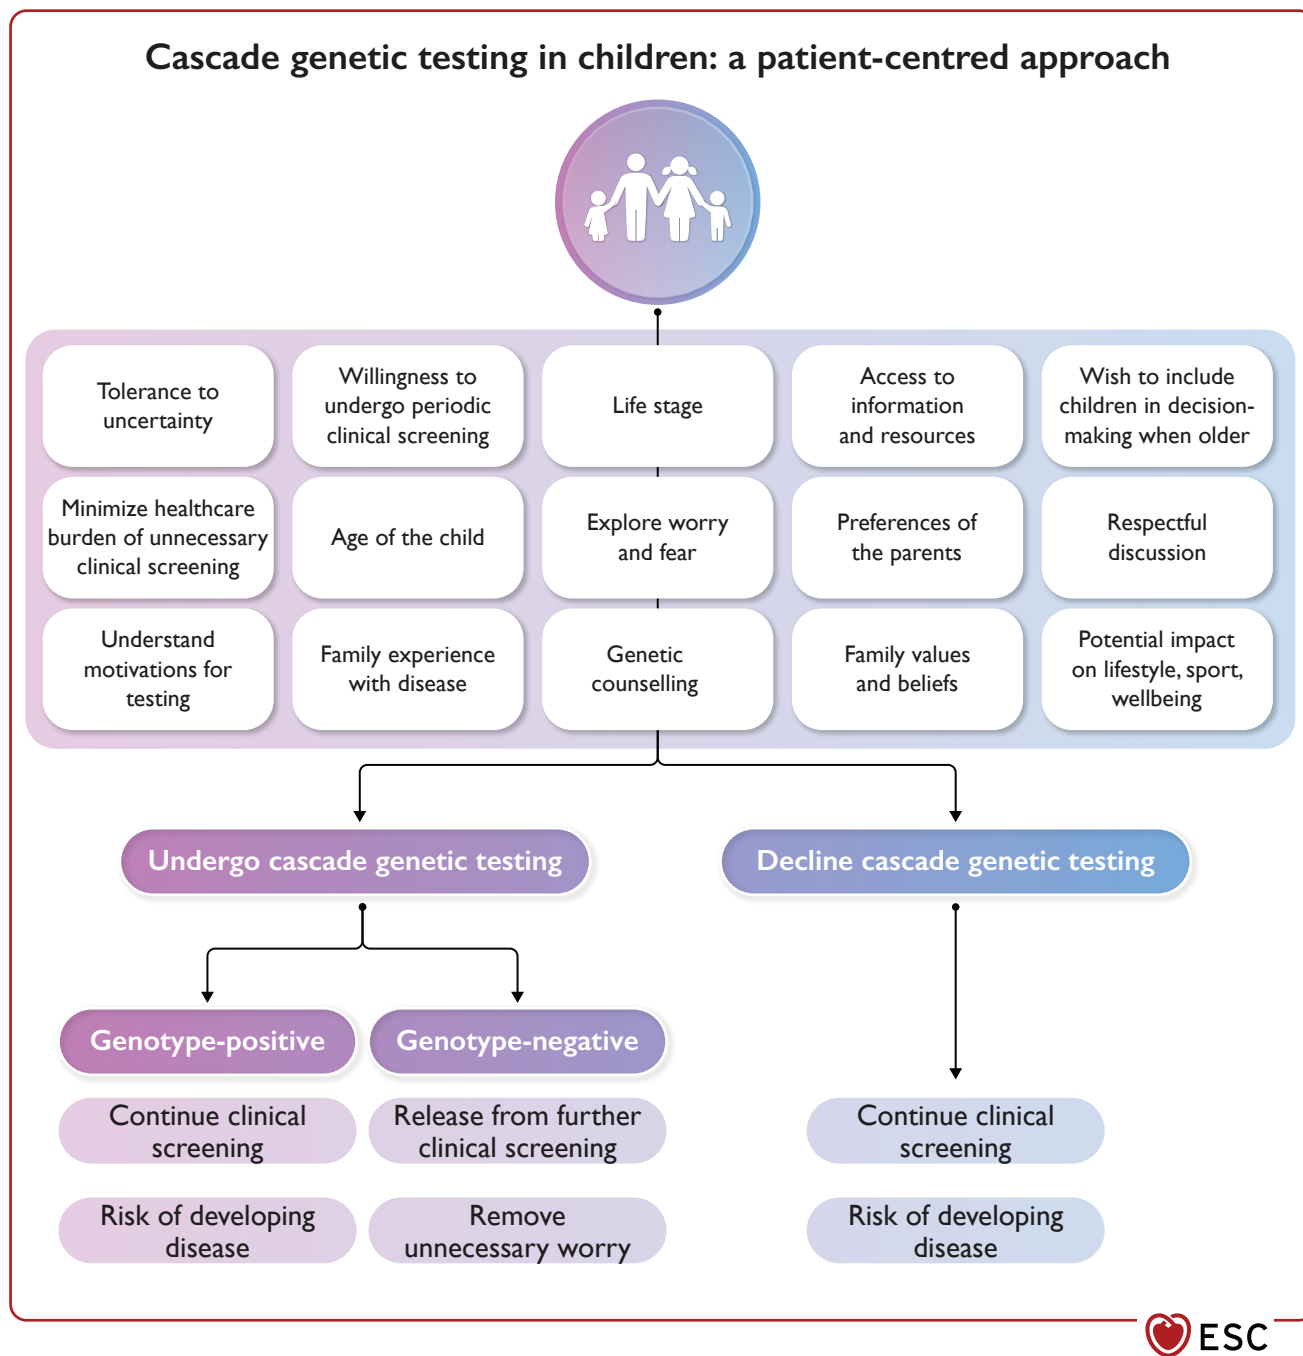 Cascade genetic testing in children: a patient-centred approach
Tolerance to
uncertainty
Willingness to
undergo periodic
clinical screening
Life stage
Access to
information
and resources
Wish to include
children in decision-
making when older
Minimize healthcare
burden of unnecessary
clinical screening
Age of the child
Explore worry
and fear
Preferences of
the parents
Respectful
discussion
Understand
motivations for
testing
Family experience
with disease
Genetic
counselling
Family values
and beliefs
Potential impact
on lifestyle, sport,
wellbeing
Undergo cascade genetic testing
Decline cascade genetic testing
Genotype-positive
Genotype-negative
Continue clinical
screening
Release from further
clinical screening
Continue clinical
screening
Risk of developing
disease
Remove
unnecessary worry
Risk of developing
disease
ESC